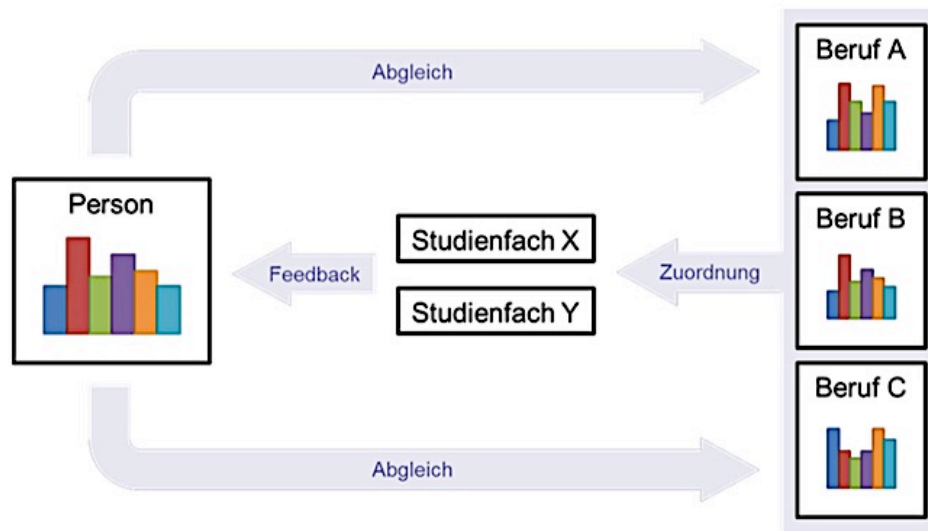 Abgleich
Beruf A
Person
Studienfach X
Beruf B
Feedback
Zuordnung
Studienfach Y
Beruf C
Abgleich